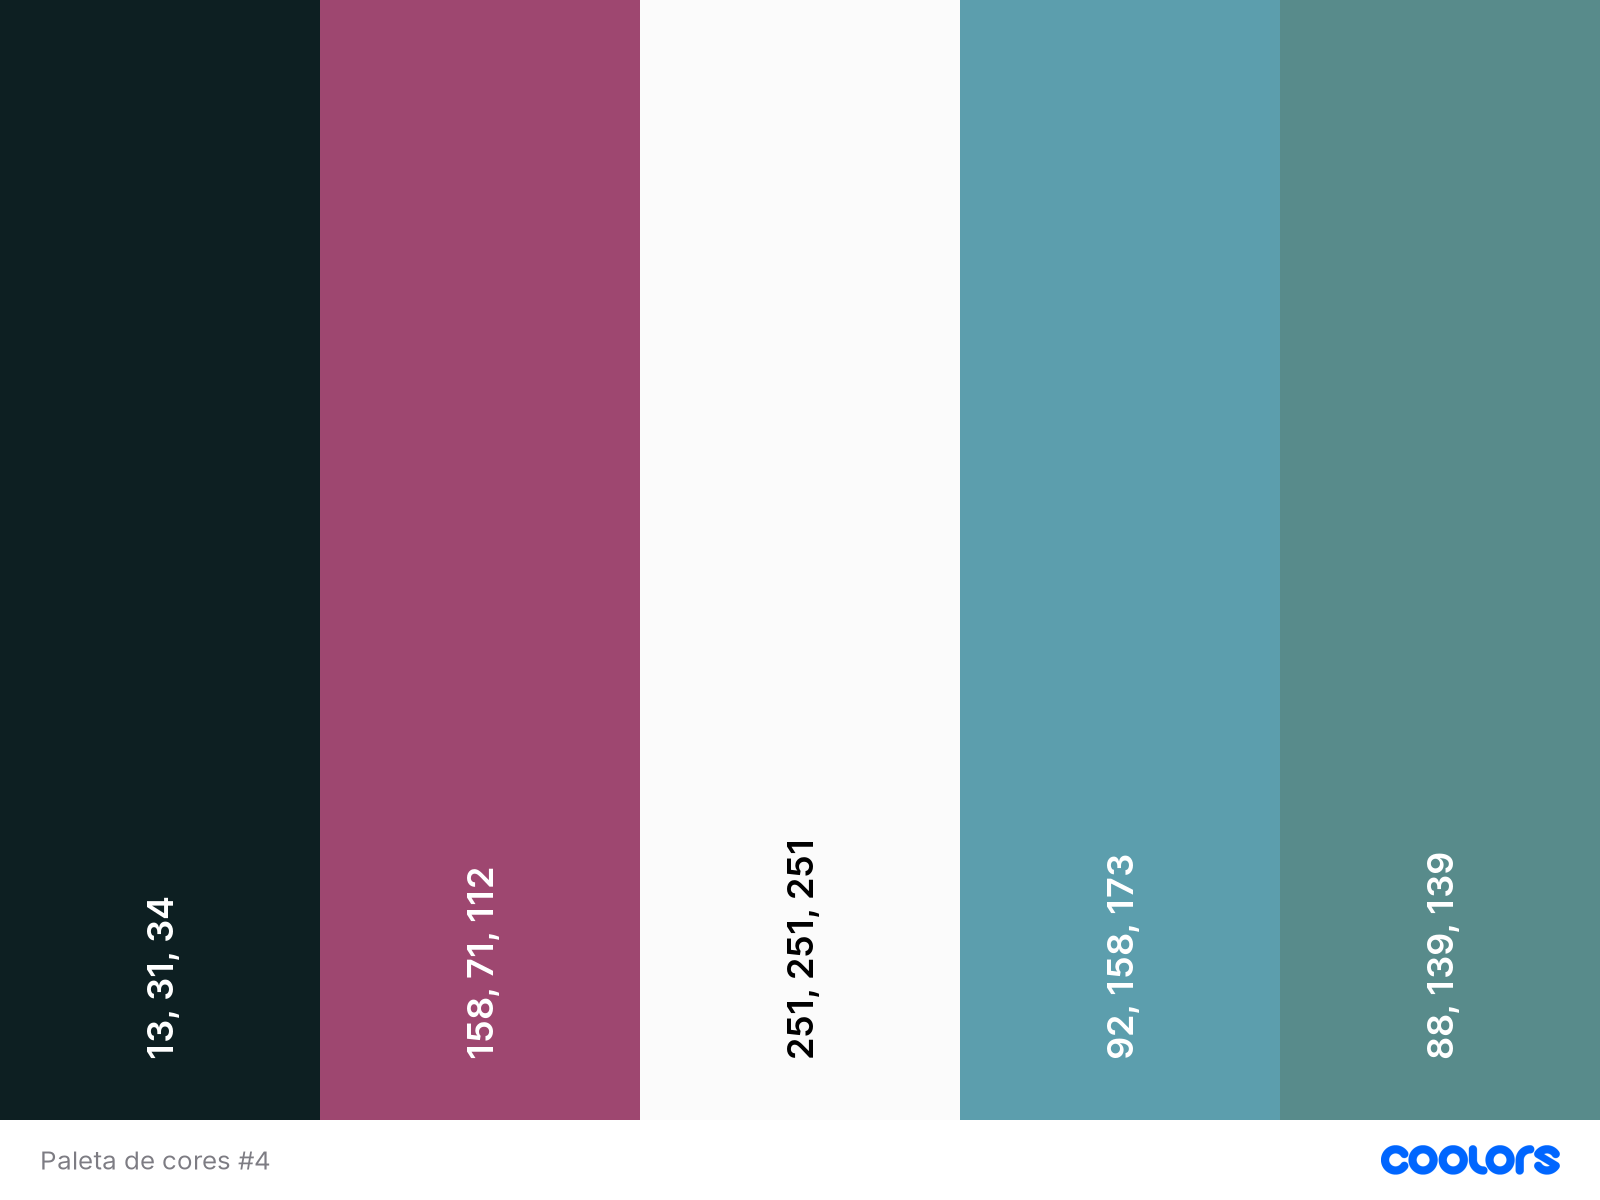 13, 31, 34
158, 71, 112
251, 251, 251
92, 158, 173
88, 139, 139
Paleta de cores #4
coolors